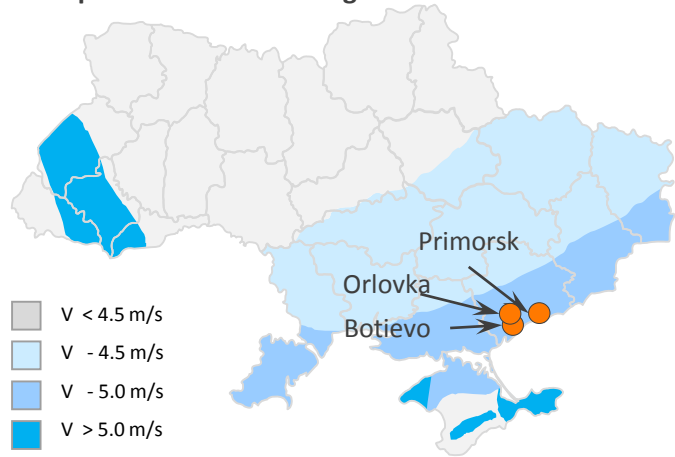 Primorsk
Orlovka
Botievo
V < 4.5 m/s
V - 4.5 m/s
V - 5.0 m/s
V > 5.0 m/s